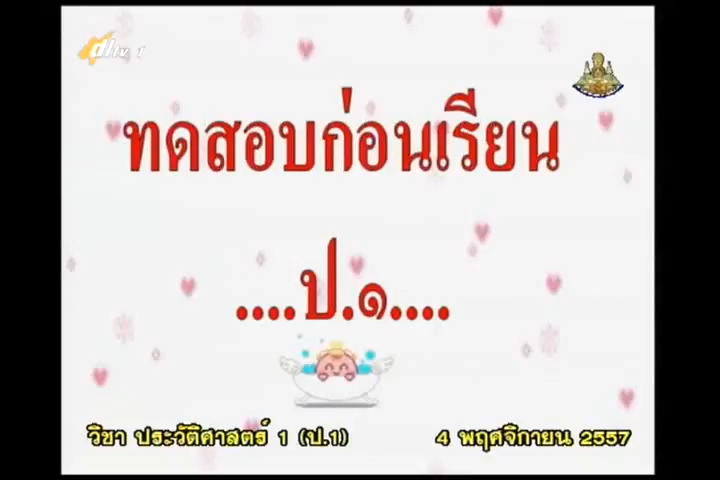 dltv 1
ทดสอบก่อนเรียน
....ป.๑....
วิชา ประวัติศาสตร์ 1 (ป.1)
4 พฤศจิกายน 2557